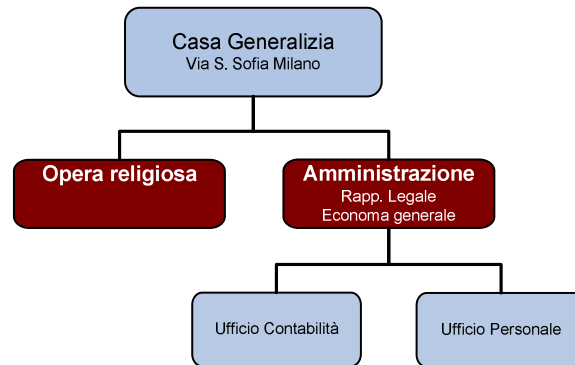 Casa Generalizia
Via S. Sofia Milano
Opera religiosa
Amministrazione
Rapp. Legale
Economa generale
Ufficio Contabilità
Ufficio Personale